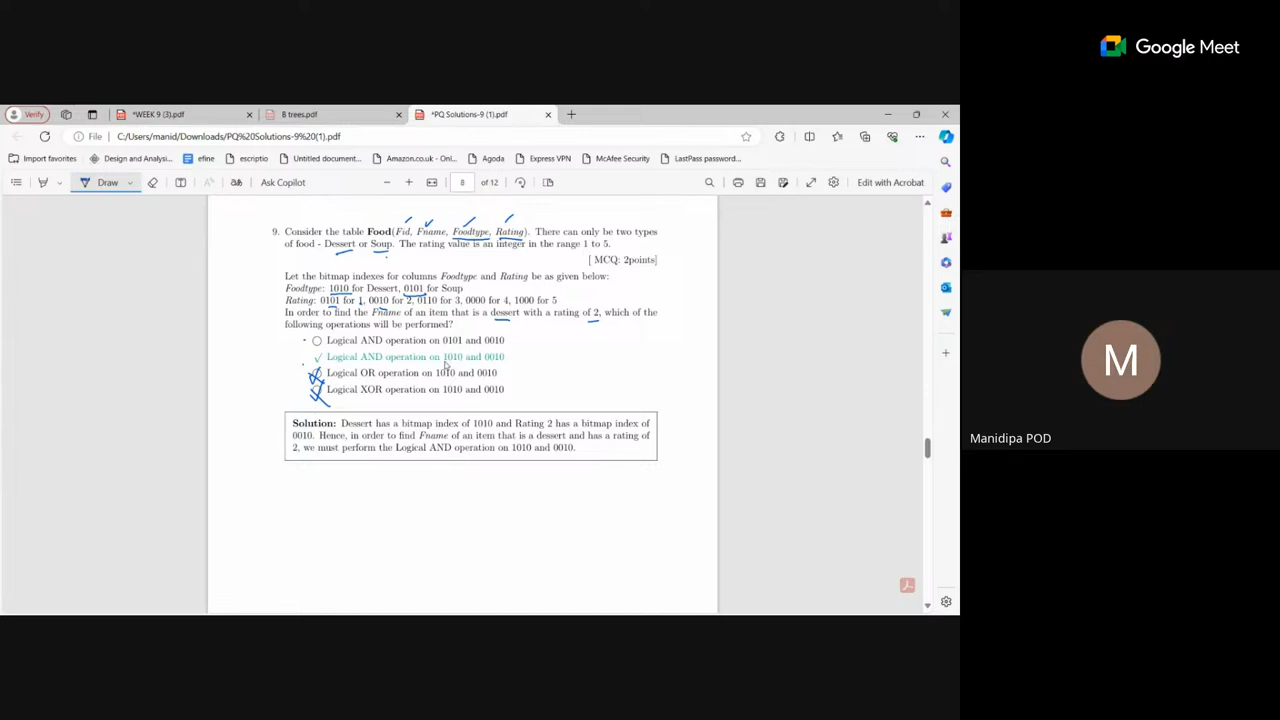 Google Meet
Verify
*WEEK 9 (3).pdf
B trees.pdf
*PQ Solutions-9 (1).pdf
File
C:/Users/manid/Downloads/PQ%20Solutions-9%20(1).pdf
Import favorites
Design and Analysi...
efine
escriptio
Untitled document...
Amazon.co.uk - Onl...
Agoda
Express VPN
McAfee Security
LastPass password...
Draw
Ask Copilot
8
of 12
Edit with Acrobat
9. Consider the table Food(Fid, Fname, Foodtype, Rating). There can only be two types
of food - Dessert or Soup. The rating value is an integer in the range 1 to 5.
[ MCQ: 2points]
Let the bitmap indexes for columns Foodtype and Rating be as given below:
Foodtype: 1010 for Dessert, 0101 for Soup
Rating: 0101 for 1, 0010 for 2, 0110 for 3, 0000 for 4, 1000 for 5
In order to find the Fname of an item that is a dessert with a rating of 2, which of the
following operations will be performed?
Logical AND operation on 0101 and 0010
√ Logical AND operation on 1010 and 0010
Logical OR operation on 1010 and 0010
Logical XOR operation on 1010 and 0010
Solution: Dessert has a bitmap index of 1010 and Rating 2 has a bitmap index of
0010. Hence, in order to find Fname of an item that is a dessert and has a rating of
2, we must perform the Logical AND operation on 1010 and 0010.
M
Manidipa POD